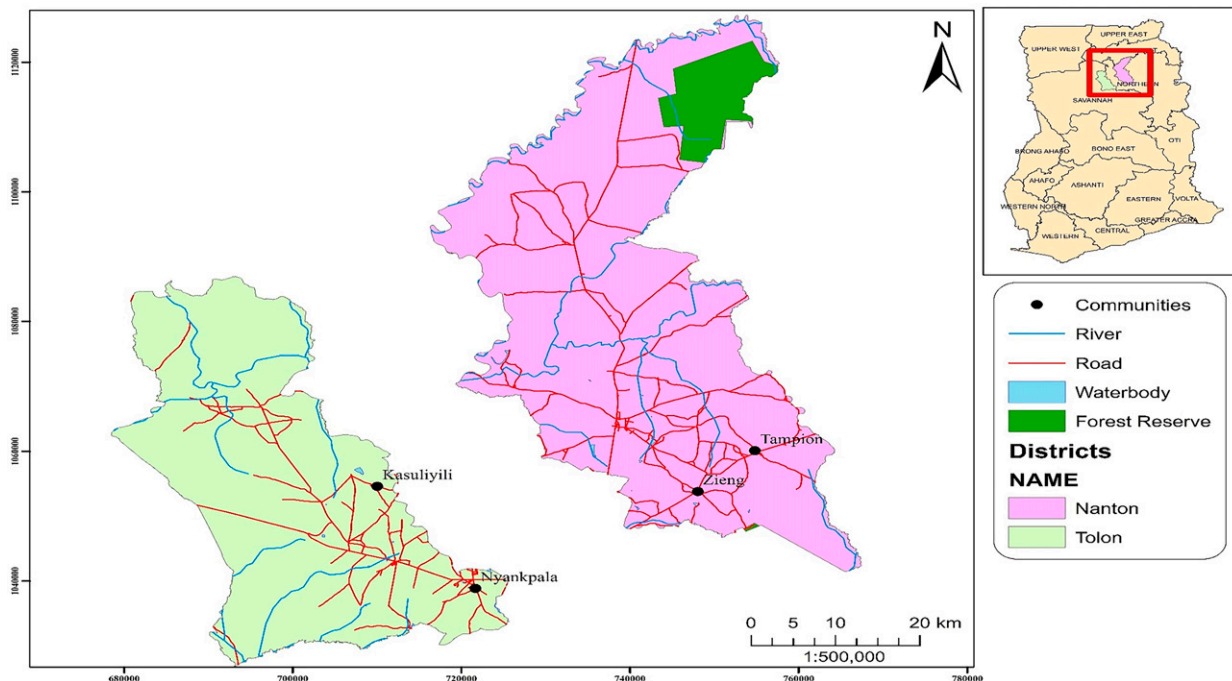 N
1120000
1100000
1080000
1060000
1040000
680000
700000
720000
740000
760000
780000
Kasuliyili
Nyankpala
Tampion
Zieng
0 5 10 20 km
1:500,000
UPPER EAST
UPPER WEST
NORTHERN
SAVANNAH
OTI
BRONG AHAFO
BONO EAST
AHAFO
ASHANTI
WESTERN NORTH
EASTERN
VOLTA
GREATER ACCRA
CENTRAL
WESTERN
Communities
River
Road
Waterbody
Forest Reserve
Districts
NAME
Nanton
Tolon